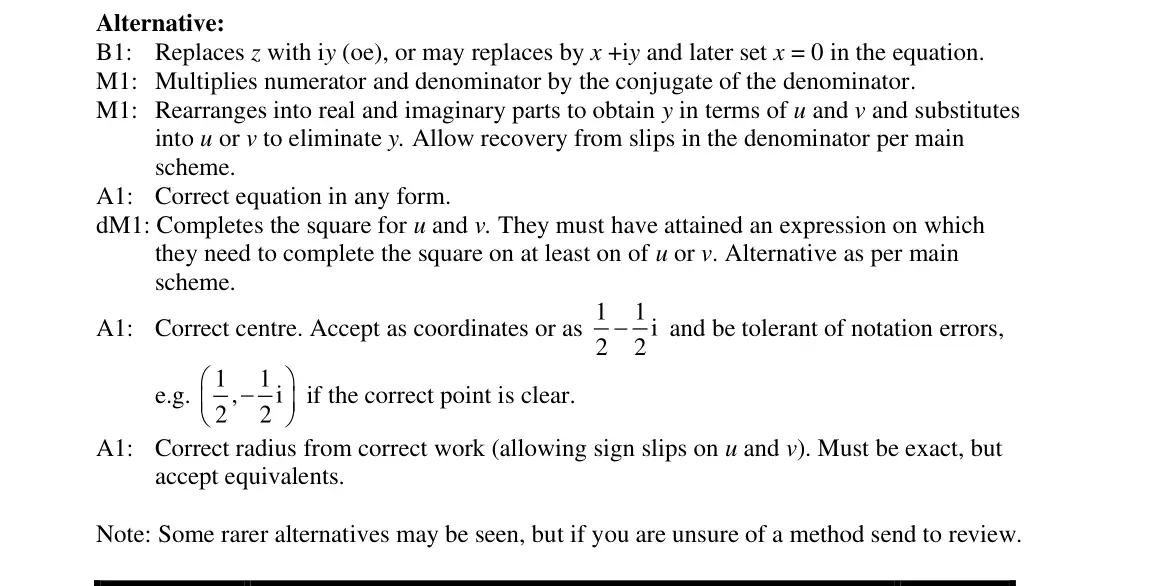 Alternative:
B1: Replaces z with iy (oe), or may replaces by x +iy and later set x = 0 in the equation.
M1: Multiplies numerator and denominator by the conjugate of the denominator.
M1: Rearranges into real and imaginary parts to obtain y in terms of u and v and substitutes
into u or v to eliminate y. Allow recovery from slips in the denominator per main
scheme.
A1: Correct equation in any form.
dM1: Completes the square for u and v. They must have attained an expression on which
they need to complete the square on at least on of u or v. Alternative as per main
scheme.
A1: Correct centre. Accept as coordinates or as 1/2 − 1/2 i and be tolerant of notation errors,
e.g. (1/2, −1/2 i) if the correct point is clear.
A1: Correct radius from correct work (allowing sign slips on u and v). Must be exact, but
accept equivalents.
Note: Some rarer alternatives may be seen, but if you are unsure of a method send to review.